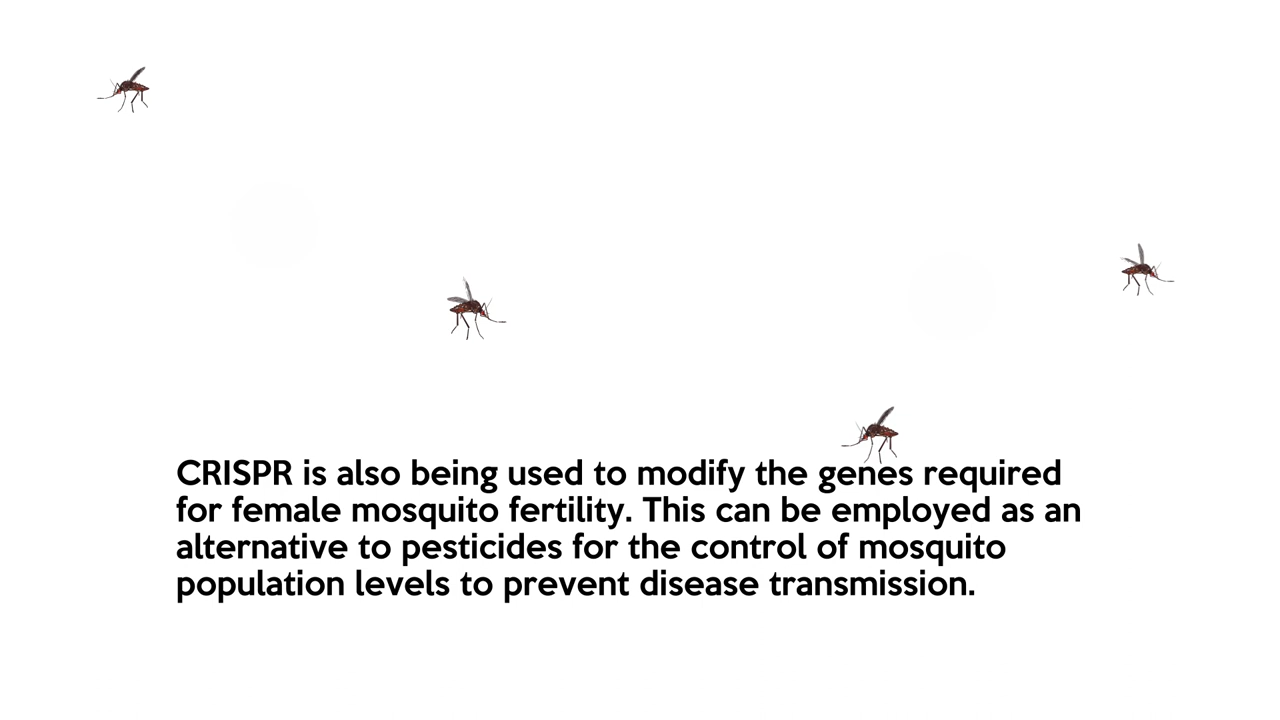 CRISPR is also being used to modify the genes required
for female mosquito fertility. This can be employed as an
alternative to pesticides for the control of mosquito
population levels to prevent disease transmission.